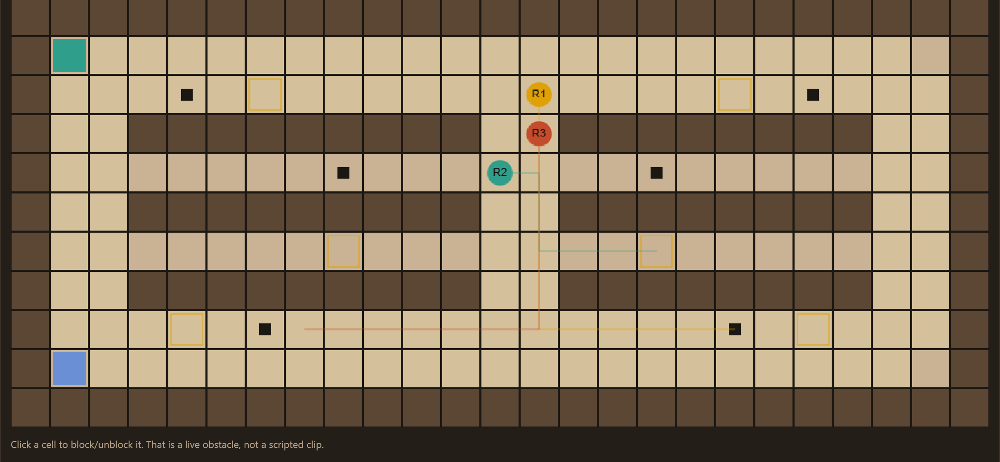 R1
R3
R2
Click a cell to block/unblock it. That is a live obstacle, not a scripted clip.